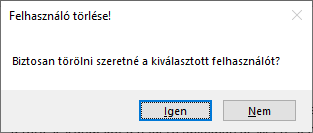 Felhasználó törlése!
Biztosan törölni szeretné a kiválasztott felhasználót?
Igen
Nem